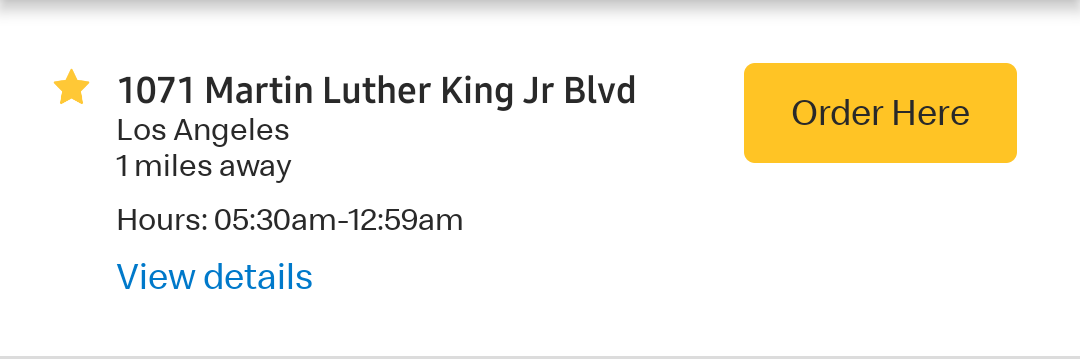 1071 Martin Luther King Jr Blvd
Order Here
Los Angeles
1 miles away
Hours: 05:30am-12:59am
View details